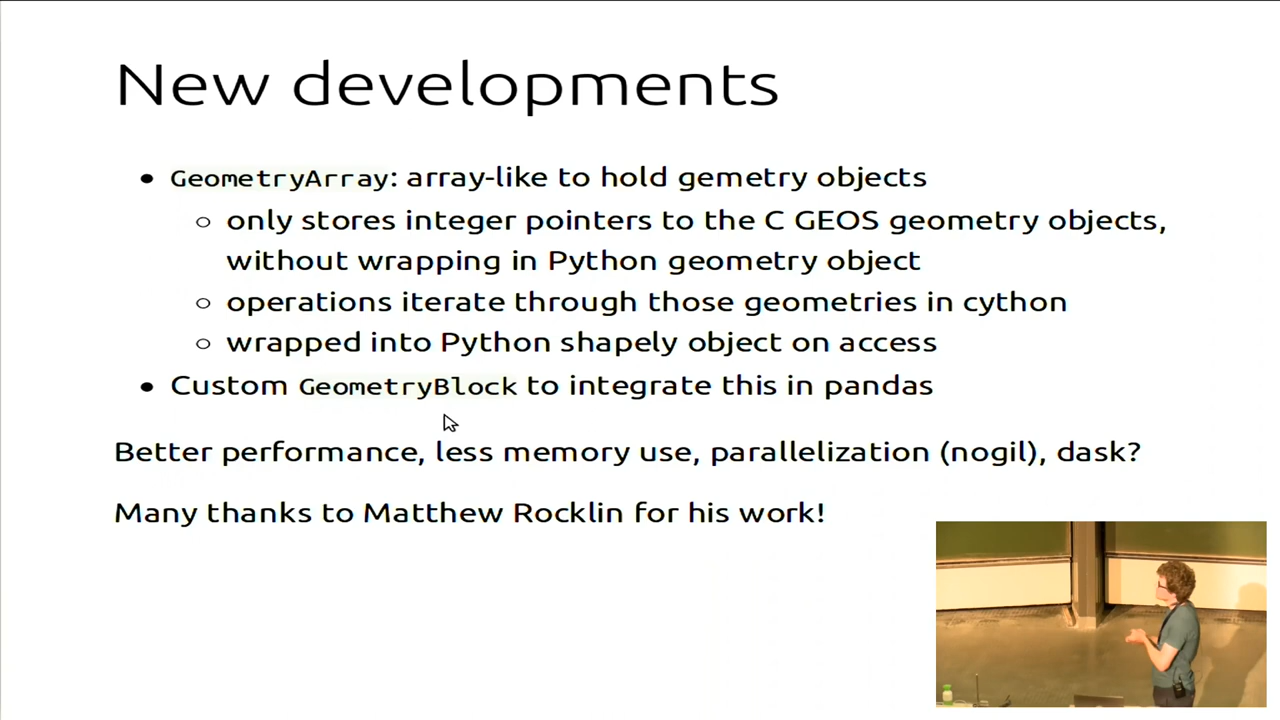 New developments
• GeometryArray: array-like to hold gemetry objects
○ only stores integer pointers to the C GEOS geometry objects,
without wrapping in Python geometry object
○ operations iterate through those geometries in cython
○ wrapped into Python shapely object on access
• Custom GeometryBlock to integrate this in pandas
Better performance, less memory use, parallelization (nogil), dask?
Many thanks to Matthew Rocklin for his work!